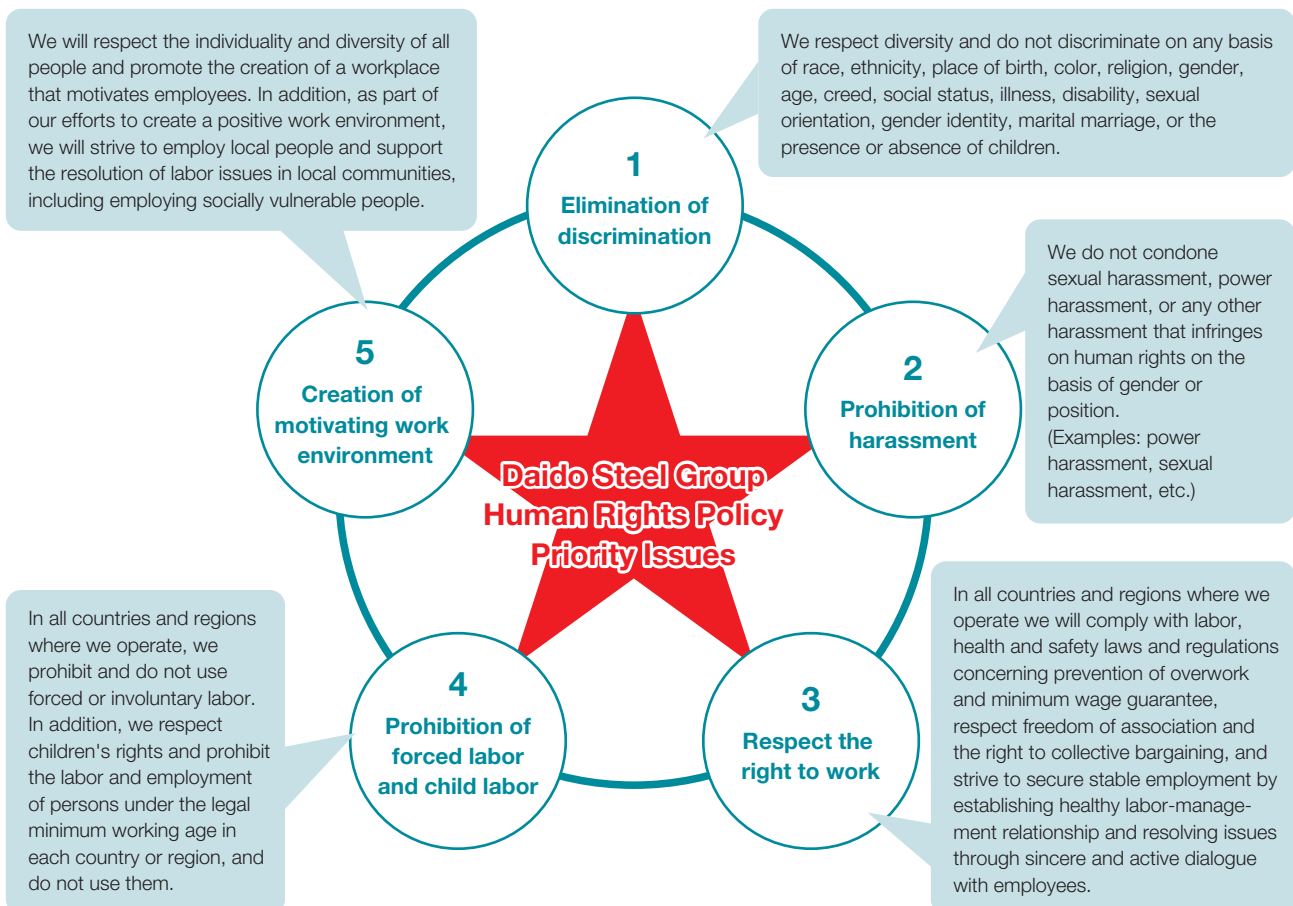 We will respect the individuality and diversity of all
people and promote the creation of a workplace
that motivates employees. In addition, as part of
our efforts to create a positive work environment,
we will strive to employ local people and support
the resolution of labor issues in local communities,
including employing socially vulnerable people.
We respect diversity and do not discriminate on any basis
of race, ethnicity, place of birth, color, religion, gender,
age, creed, social status, illness, disability, sexual
orientation, gender identity, marital marriage, or the
presence or absence of children.
1
Elimination of
discrimination
We do not condone
sexual harassment, power
harassment, or any other
harassment that infringes
on human rights on the
basis of gender or
position.
(Examples: power
harassment, sexual
harassment, etc.)
2
Prohibition of
harassment
5
Creation of
motivating work
environment
Daido Steel Group
Human Rights Policy
Priority Issues
In all countries and regions
where we operate, we
prohibit and do not use
forced or involuntary labor.
In addition, we respect
children's rights and prohibit
the labor and employment
of persons under the legal
minimum working age in
each country or region, and
do not use them.
4
Prohibition of
forced labor
and child labor
3
Respect the
right to work
In all countries and regions where we
operate we will comply with labor,
health and safety laws and regulations
concerning prevention of overwork
and minimum wage guarantee,
respect freedom of association and
the right to collective bargaining, and
strive to secure stable employment by
establishing healthy labor-manage-
ment relationship and resolving issues
through sincere and active dialogue
with employees.